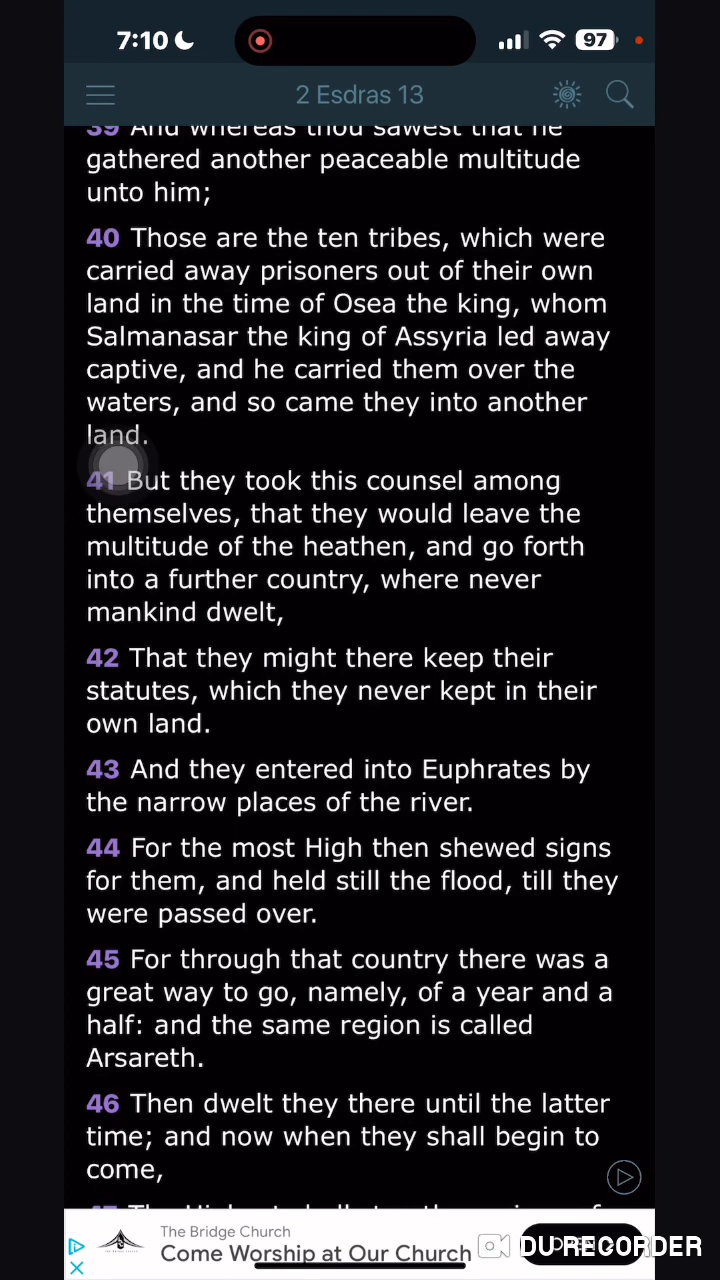 7:10
97
2 Esdras 13
39 And whereas thou sawest that he
gathered another peaceable multitude
unto him;
40 Those are the ten tribes, which were
carried away prisoners out of their own
land in the time of Osea the king, whom
Salmanasar the king of Assyria led away
captive, and he carried them over the
waters, and so came they into another
land.
41 But they took this counsel among
themselves, that they would leave the
multitude of the heathen, and go forth
into a further country, where never
mankind dwelt,
42 That they might there keep their
statutes, which they never kept in their
own land.
43 And they entered into Euphrates by
the narrow places of the river.
44 For the most High then shewed signs
for them, and held still the flood, till they
were passed over.
45 For through that country there was a
great way to go, namely, of a year and a
half: and the same region is called
Arsareth.
46 Then dwelt they there until the latter
time; and now when they shall begin to
come,
The Bridge Church
Come Worship at Our Church
DU RECORDER